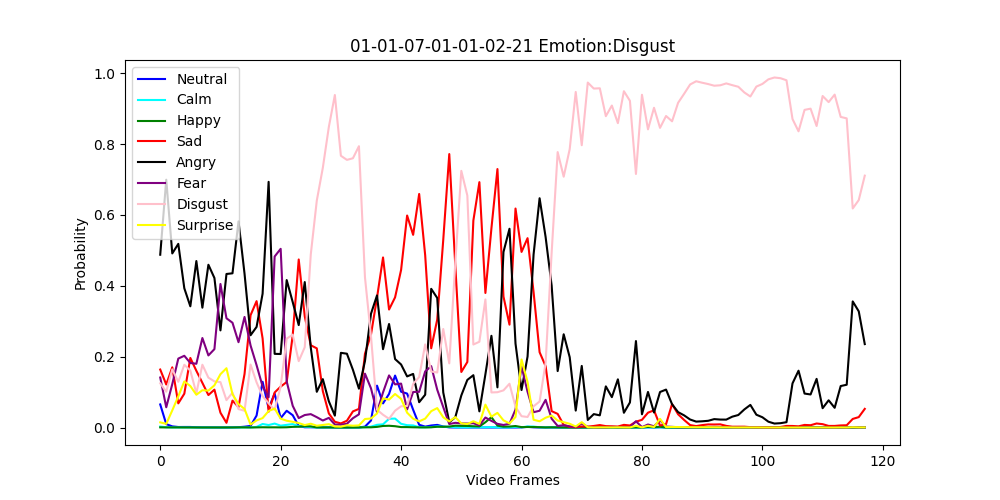 01-01-07-01-01-02-21 Emotion:Disgust
Probability
1.0
0.8
0.6
0.4
0.2
0.0
Neutral
Calm
Happy
Sad
Angry
Fear
Disgust
Surprise
0 20 40 60 80 100 120
Video Frames